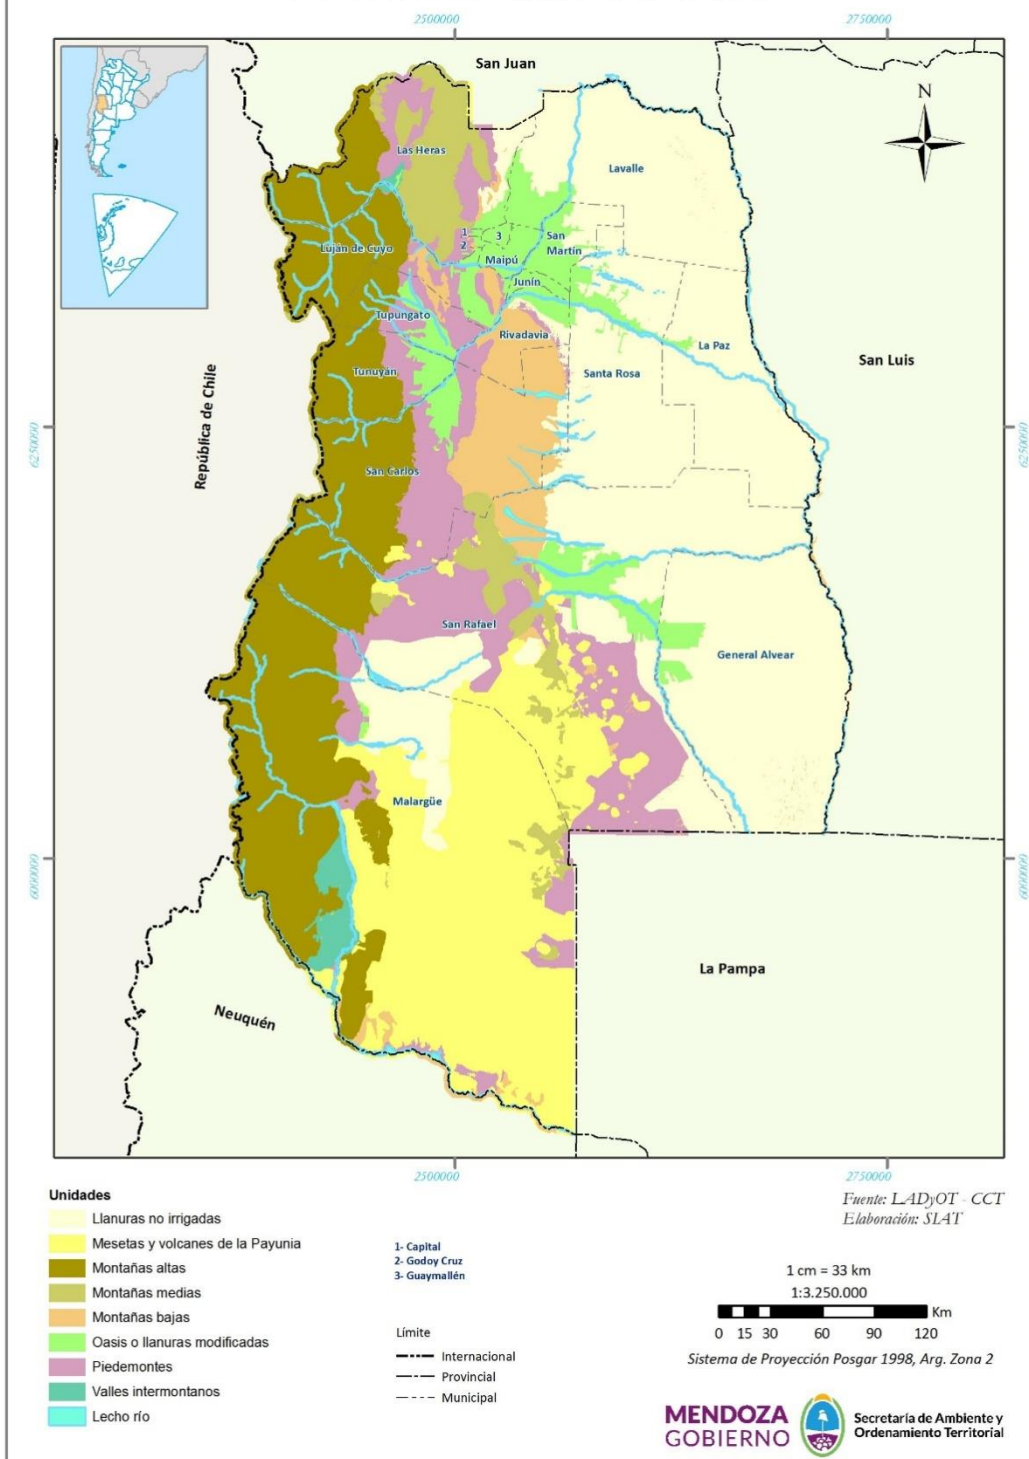 2500000
2750000
San Juan
N
Las Heras
Lavalle
1
2
3
San
Martín
Luján de Cuyo
Maipú
Junín
Tupungato
Rivadavia
La Paz
San Luis
Tunuyán
Santa Rosa
República de Chile
6250000
6250000
San Carlos
San Rafael
General Alvear
Malargüe
6000000
6000000
La Pampa
Neuquén
2500000
2750000
Unidades
Llanuras no irrigadas
Mesetas y volcanes de la Payunia
Montañas altas
Montañas medias
Montañas bajas
Oasis o llanuras modificadas
Piedemontes
Valles intermontanos
Lecho río
1- Capital
2- Godoy Cruz
3- Guaymallén
Límite
Internacional
Provincial
Municipal
Fuente: LADyOT - CCT
Elaboración: SIAT
1 cm = 33 km
1:3.250.000
Km
0 15 30 60 90 120
Sistema de Proyección Posgar 1998, Arg. Zona 2
MENDOZA
GOBIERNO
Secretaría de Ambiente y
Ordenamiento Territorial